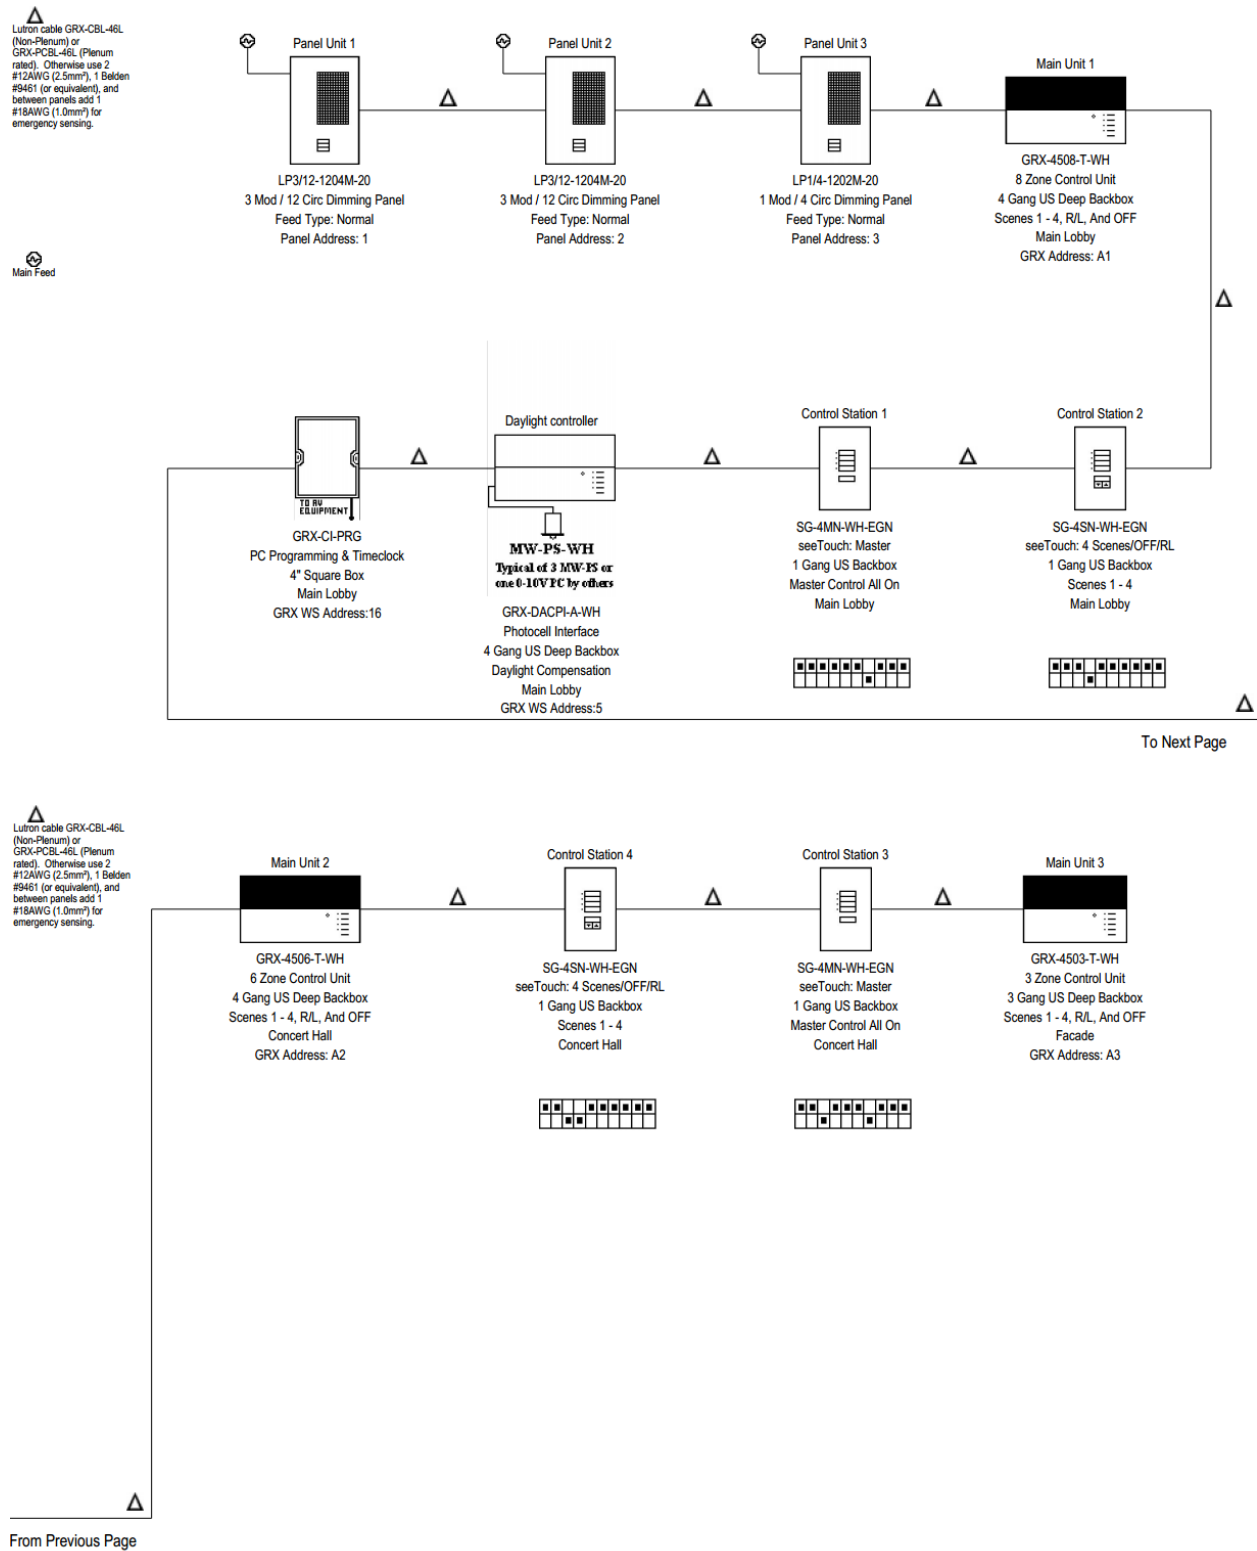 Lutron cable GRX-CBL-46L
(Non-Plenum) or
GRX-PCBL-46L (Plenum
rated).  Otherwise use 2
#12AWG (2.5mm²), 1 Belden
#9461 (or equivalent), and
between panels add 1
#18AWG (1.0mm²) for
emergency sensing.
Panel Unit 1
LP3/12-1204M-20
3 Mod / 12 Circ Dimming Panel
Feed Type: Normal
Panel Address: 1
Panel Unit 2
LP3/12-1204M-20
3 Mod / 12 Circ Dimming Panel
Feed Type: Normal
Panel Address: 2
Panel Unit 3
LP1/4-1202M-20
1 Mod / 4 Circ Dimming Panel
Feed Type: Normal
Panel Address: 3
Main Unit 1
GRX-4508-T-WH
8 Zone Control Unit
4 Gang US Deep Backbox
Scenes 1 - 4, R/L, And OFF
Main Lobby
GRX Address: A1
Main Feed
TO AV
EQUIPMENT
GRX-CI-PRG
PC Programming & Timeclock
4" Square Box
Main Lobby
GRX WS Address:16
Daylight controller
MW-PS-WH
Typical of 3 MW-PS or
one 0-10V PC by others
GRX-DACPI-A-WH
Photocell Interface
4 Gang US Deep Backbox
Daylight Compensation
Main Lobby
GRX WS Address:5
Control Station 1
SG-4MN-WH-EGN
seeTouch: Master
1 Gang US Backbox
Master Control All On
Main Lobby
Control Station 2
SG-4SN-WH-EGN
seeTouch: 4 Scenes/OFF/RL
1 Gang US Backbox
Scenes 1 - 4
Main Lobby
To Next Page
Lutron cable GRX-CBL-46L
(Non-Plenum) or
GRX-PCBL-46L (Plenum
rated).  Otherwise use 2
#12AWG (2.5mm²), 1 Belden
#9461 (or equivalent), and
between panels add 1
#18AWG (1.0mm²) for
emergency sensing.
Main Unit 2
GRX-4506-T-WH
6 Zone Control Unit
4 Gang US Deep Backbox
Scenes 1 - 4, R/L, And OFF
Concert Hall
GRX Address: A2
Control Station 4
SG-4SN-WH-EGN
seeTouch: 4 Scenes/OFF/RL
1 Gang US Backbox
Scenes 1 - 4
Concert Hall
Control Station 3
SG-4MN-WH-EGN
seeTouch: Master
1 Gang US Backbox
Master Control All On
Concert Hall
Main Unit 3
GRX-4503-T-WH
3 Zone Control Unit
3 Gang US Deep Backbox
Scenes 1 - 4, R/L, And OFF
Facade
GRX Address: A3
From Previous Page